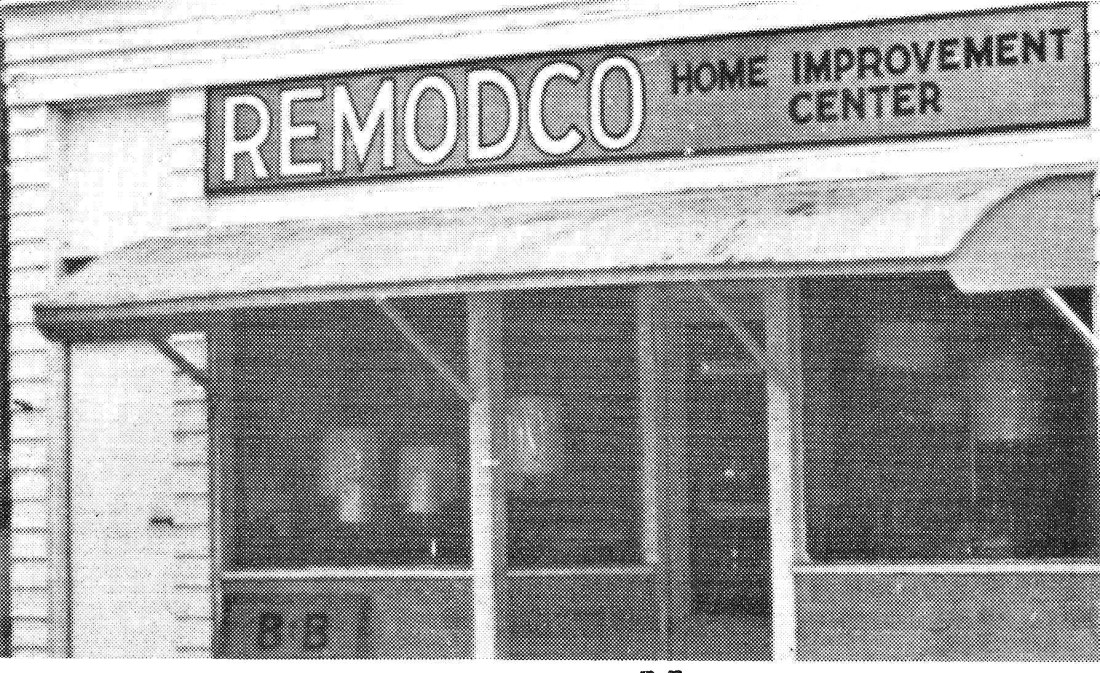 REMODCO HOME IMPROVEMENT
CENTER
B·B